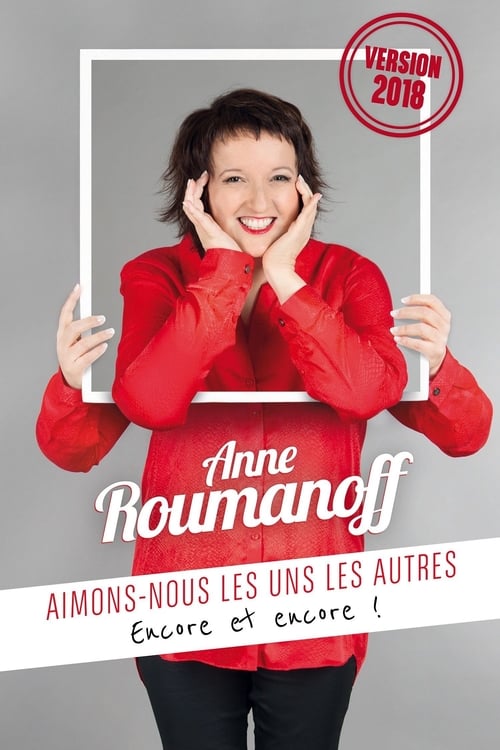 VERSION
2018
Anne
Roumanoff
AIMONS-NOUS LES UNS LES AUTRES
Encore et encore !